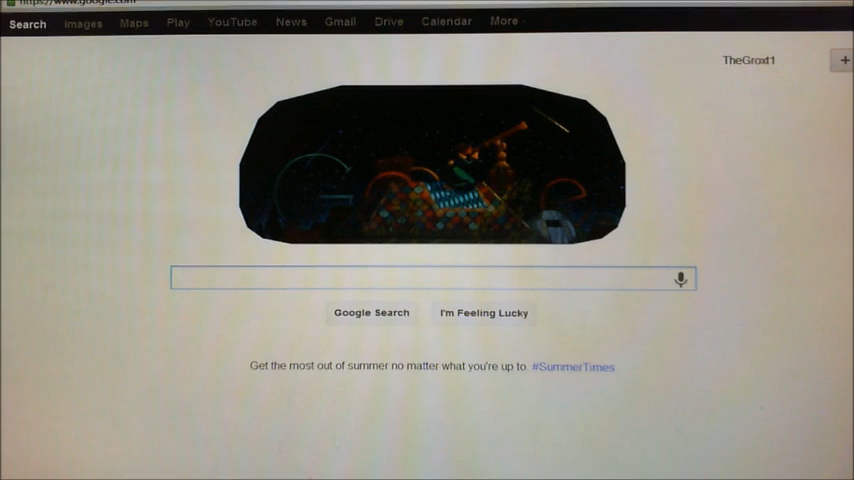 https://www.google.com
Search Images Maps Play YouTube News Gmail Drive Calendar More
TheGrox11
+
Google Search I'm Feeling Lucky
Get the most out of summer no matter what you're up to. #SummerTimes